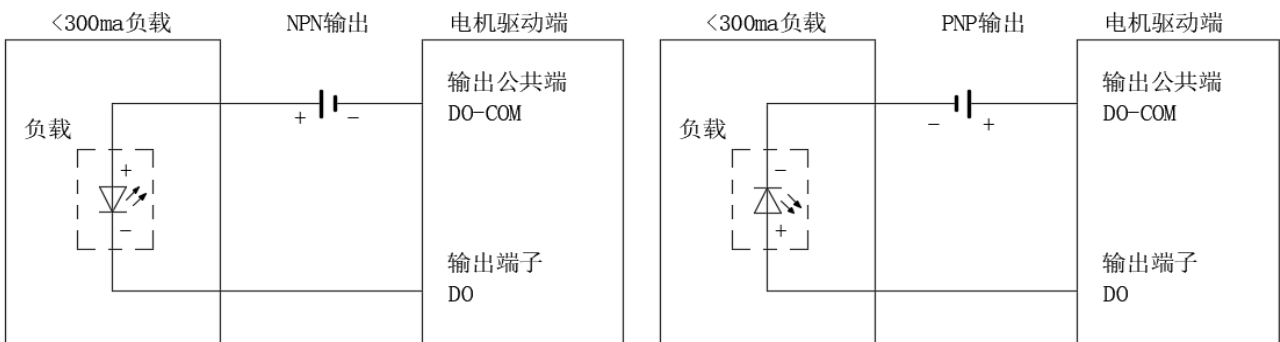 <300ma负载 NPN输出 电机驱动端
输出公共端
DO-COM
+ -
负载
+
-
输出端子
DO
<300ma负载 PNP输出 电机驱动端
输出公共端
DO-COM
- +
负载
-
+
输出端子
DO